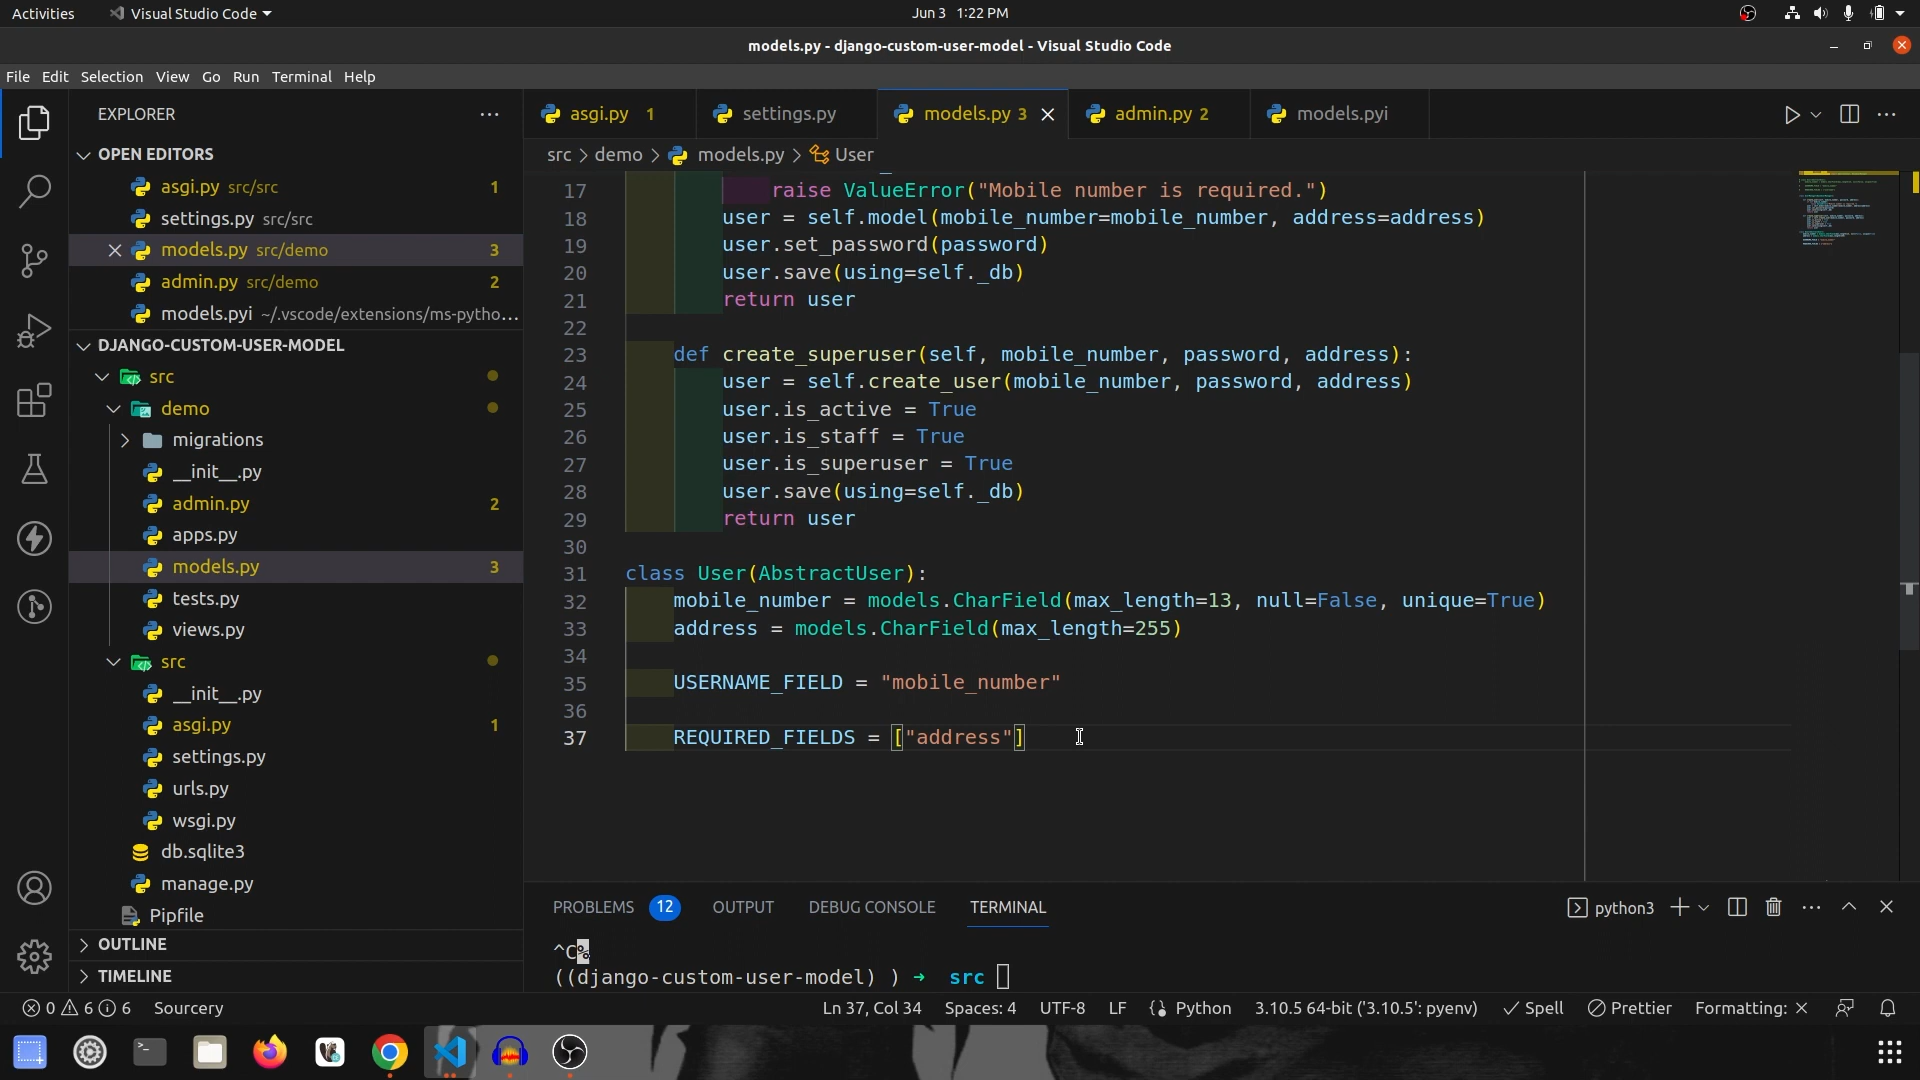 Activities Visual Studio Code Jun 3 1:22 PM
models.py - django-custom-user-model - Visual Studio Code
File Edit Selection View Go Run Terminal Help
EXPLORER
OPEN EDITORS
asgi.py src/src 1
settings.py src/src
models.py src/demo 3
admin.py src/demo 2
models.pyi ~/.vscode/extensions/ms-pytho...
DJANGO-CUSTOM-USER-MODEL
src
demo
migrations
__init__.py
admin.py 2
apps.py
models.py 3
tests.py
views.py
src
__init__.py
asgi.py 1
settings.py
urls.py
wsgi.py
db.sqlite3
manage.py
Pipfile
OUTLINE
TIMELINE
asgi.py 1 settings.py models.py 3 admin.py 2 models.pyi
src > demo > models.py > User
17 raise ValueError("Mobile number is required.")
18 user = self.model(mobile_number=mobile_number, address=address)
19 user.set_password(password)
20 user.save(using=self._db)
21 return user
22
23 def create_superuser(self, mobile_number, password, address):
24 user = self.create_user(mobile_number, password, address)
25 user.is_active = True
26 user.is_staff = True
27 user.is_superuser = True
28 user.save(using=self._db)
29 return user
30
31 class User(AbstractUser):
32 mobile_number = models.CharField(max_length=13, null=False, unique=True)
33 address = models.CharField(max_length=255)
34
35 USERNAME_FIELD = "mobile_number"
36
37 REQUIRED_FIELDS = ["address"]
PROBLEMS 12 OUTPUT DEBUG CONSOLE TERMINAL python3
^C%
((django-custom-user-model) ) → src
0 6 6 Sourcery Ln 37, Col 34 Spaces: 4 UTF-8 LF Python 3.10.5 64-bit ('3.10.5': pyenv) Spell Prettier Formatting: ×